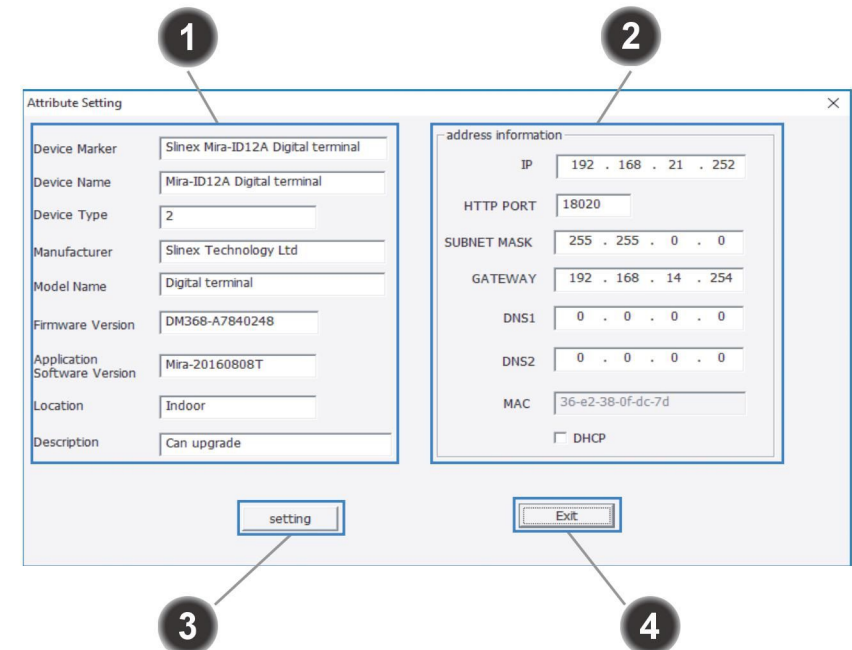 1
2
Attribute Setting
Device Marker Slinex Mira-ID12A Digital terminal
Device Name Mira-ID12A Digital terminal
Device Type 2
Manufacturer Slinex Technology Ltd
Model Name Digital terminal
Firmware Version DM368-A7840248
Application
Software Version Mira-20160808T
Location Indoor
Description Can upgrade
address information
IP 192 . 168 . 21 . 252
HTTP PORT 18020
SUBNET MASK 255 . 255 . 0 . 0
GATEWAY 192 . 168 . 14 . 254
DNS1 0 . 0 . 0 . 0
DNS2 0 . 0 . 0 . 0
MAC 36-e2-38-0f-dc-7d
DHCP
setting
Exit
3
4